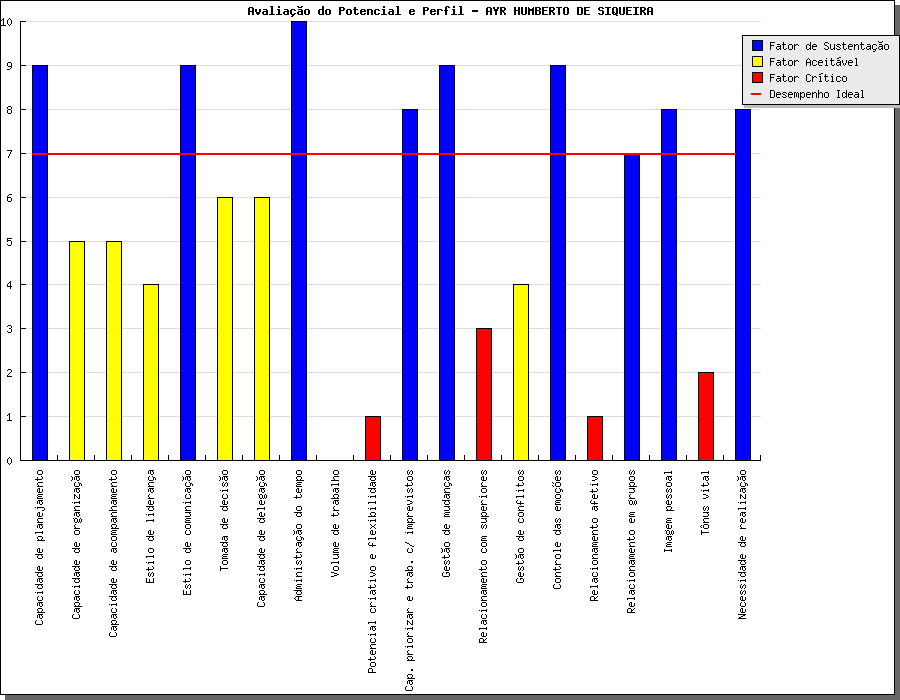 Avaliação do Potencial e Perfil - AYR HUMBERTO DE SIQUEIRA
Fator de Sustentação
Fator Aceitável
Fator Crítico
Desempenho Ideal
10
9
8
7
6
5
4
3
2
1
0
Capacidade de planejamento
Capacidade de organização
Capacidade de acompanhamento
Estilo de liderança
Estilo de comunicação
Tomada de decisão
Capacidade de delegação
Administração do tempo
Volume de trabalho
Potencial criativo e flexibilidade
Cap. priorizar e trab. c/ imprevistos
Gestão de mudanças
Relacionamento com superiores
Gestão de conflitos
Controle das emoções
Relacionamento afetivo
Relacionamento em grupos
Imagem pessoal
Tônus vital
Necessidade de realização